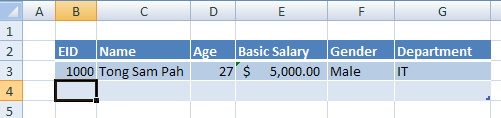 A B C D E F G
1
2 EID Name Age Basic Salary Gender Department
3 1000 Tong Sam Pah 27 $ 5,000.00 Male IT
4
5